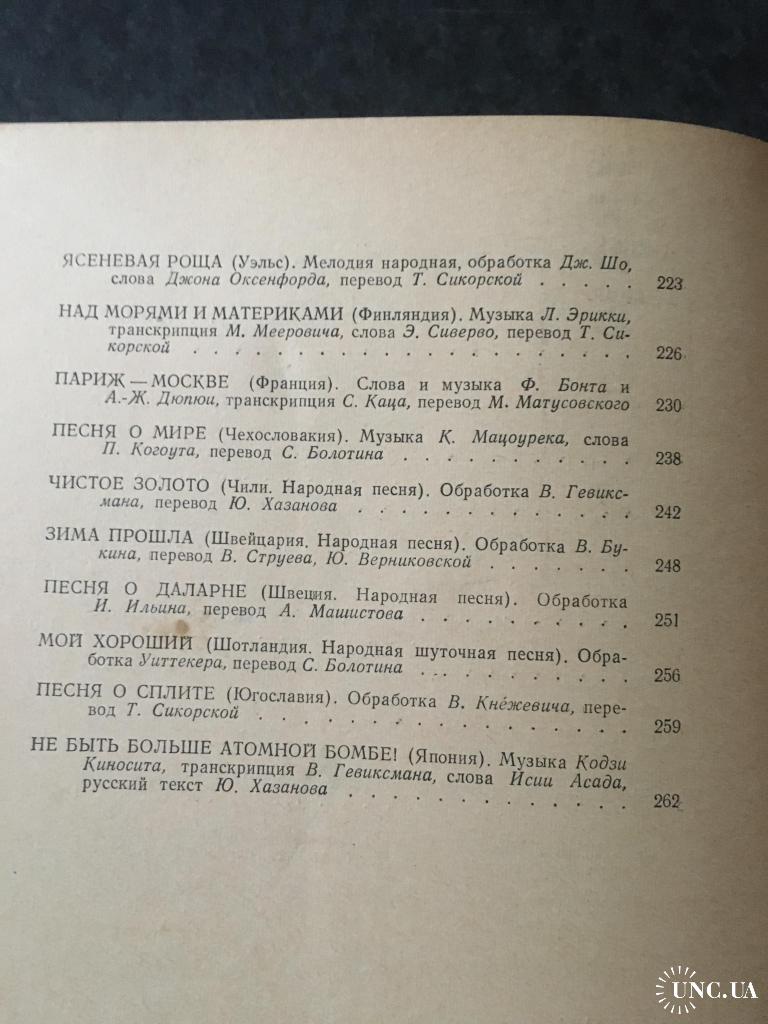 ЯСЕНЕВАЯ РОЩА (Уэльс). Мелодия народная, обработка Дж. Шо,
слова Джона Оксенфорда, перевод Т. Сикорской . . . . . 223
НАД МОРЯМИ И МАТЕРИКАМИ (Финляндия). Музыка Л. Эрикки,
транскрипция М. Мееровича, слова Э. Сиверво, перевод Т. Си-
корской . . . . . . . . . . . . . . . . . . . 226
ПАРИЖ — МОСКВЕ (Франция). Слова и музыка Ф. Бонта и
А.-Ж. Дюпюи, транскрипция С. Каца, перевод М. Матусовского 230
ПЕСНЯ О МИРЕ (Чехословакия). Музыка К. Мацоурека, слова
П. Когоута, перевод С. Болотина . . . . . . . . . . 238
ЧИСТОЕ ЗОЛОТО (Чили. Народная песня). Обработка В. Гевикс-
мана, перевод Ю. Хазанова . . . . . . . . . . . . 242
ЗИМА ПРОШЛА (Швейцария. Народная песня). Обработка В. Бу-
кина, перевод В. Струева, Ю. Верниковской . . . . . . . 248
ПЕСНЯ О ДАЛАРНЕ (Швеция. Народная песня). Обработка
И. Ильина, перевод А. Машистова . . . . . . . . . . 251
МОЙ ХОРОШИЙ (Шотландия. Народная шуточная песня). Обра-
ботка Уиттекера, перевод С. Болотина . . . . . . . . . . 256
ПЕСНЯ О СПЛИТЕ (Югославия). Обработка В. Кнежевича, пере-
вод Т. Сикорской . . . . . . . . . . . . . . . . . 259
НЕ БЫТЬ БОЛЬШЕ АТОМНОЙ БОМБЕ! (Япония). Музыка Кодзи
Киносита, транскрипция В. Гевиксмана, слова Исии Асада,
русский текст Ю. Хазанова . . . . . . . . . . . . . 262
UNC.UA